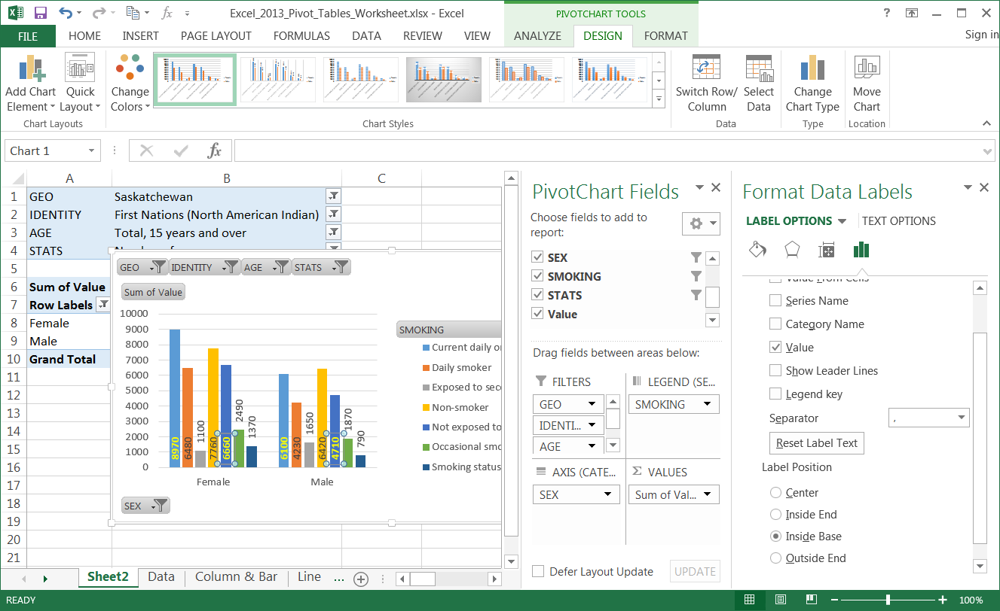 Excel_2013_Pivot_Tables_Worksheet.xlsx - Excel
PIVOTCHART TOOLS
?
FILE HOME INSERT PAGE LAYOUT FORMULAS DATA REVIEW VIEW ANALYZE DESIGN FORMAT Sign in
Add Chart Element
Quick Layout
Change Colors
Switch Row/ Column
Select Data
Change Chart Type
Move Chart
Chart Layouts
Chart Styles
Data
Type
Location
Chart 1
fx
A B C
1 GEO Saskatchewan
2 IDENTITY First Nations (North American Indian)
3 AGE Total, 15 years and over
4 STATS
5
6 Sum of Value
7 Row Labels
8 Female
9 Male
10 Grand Total
11
12
13
14
15
16
17
18
19
20
21
GEO IDENTITY AGE STATS
Sum of Value
10000
9000
8000
7000
6000
5000
4000
3000
2000
1000
0
8970 6480 1100 7760 6660 2490 1370
6100 4230 1650 6420 4710 1870 790
Female Male
SEX
SMOKING
Current daily or
Daily smoker
Exposed to sec
Non-smoker
Not exposed to
Occasional smo
Smoking status
PivotChart Fields
Choose fields to add to
report:
SEX
SMOKING
STATS
Value
Drag fields between areas below:
FILTERS
GEO
IDENTI...
AGE
LEGEND (SE...
SMOKING
AXIS (CATE...
SEX
Σ VALUES
Sum of Val...
Defer Layout Update UPDATE
Format Data Labels
LABEL OPTIONS TEXT OPTIONS
Value From Cells
Series Name
Category Name
Value
Show Leader Lines
Legend key
Separator ,
Reset Label Text
Label Position
Center
Inside End
Inside Base
Outside End
Sheet2 Data Column & Bar Line ...
READY
100%